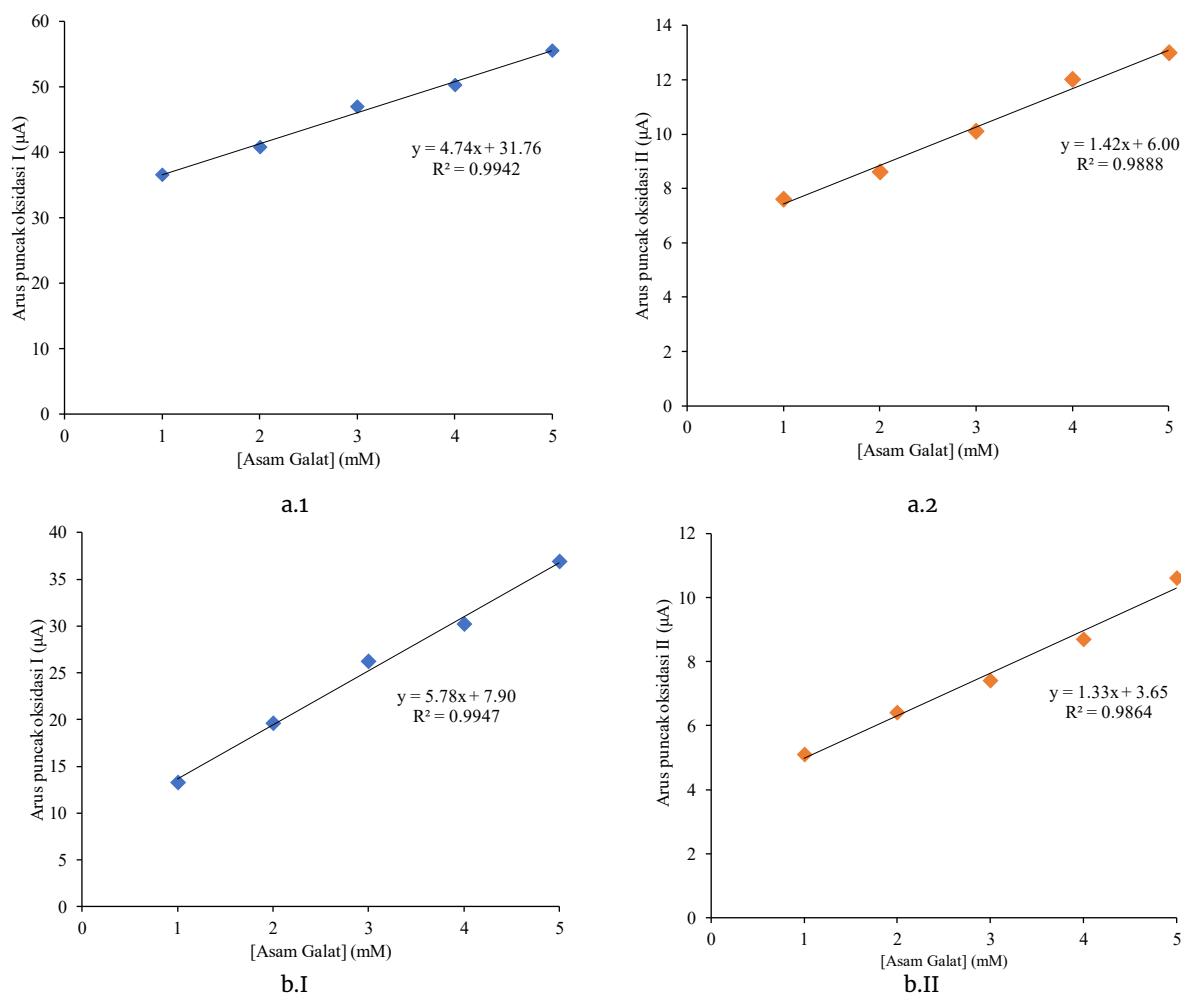 60
50
40
30
20
10
0
0 1 2 3 4 5
Arus puncak oksidasi I (µA)
y = 4.74x + 31.76
R² = 0.9942
[Asam Galat] (mM)
a.1
14
12
10
8
6
4
2
0
0 1 2 3 4 5
Arus puncak oksidasi II (µA)
y = 1.42x + 6.00
R² = 0.9888
[Asam Galat] (mM)
a.2
40
35
30
25
20
15
10
5
0
0 1 2 3 4 5
Arus puncak oksidasi I (µA)
y = 5.78x + 7.90
R² = 0.9947
[Asam Galat] (mM)
b.I
12
10
8
6
4
2
0
0 1 2 3 4 5
Arus puncak oksidasi II (µA)
y = 1.33x + 3.65
R² = 0.9864
[Asam Galat] (mM)
b.II